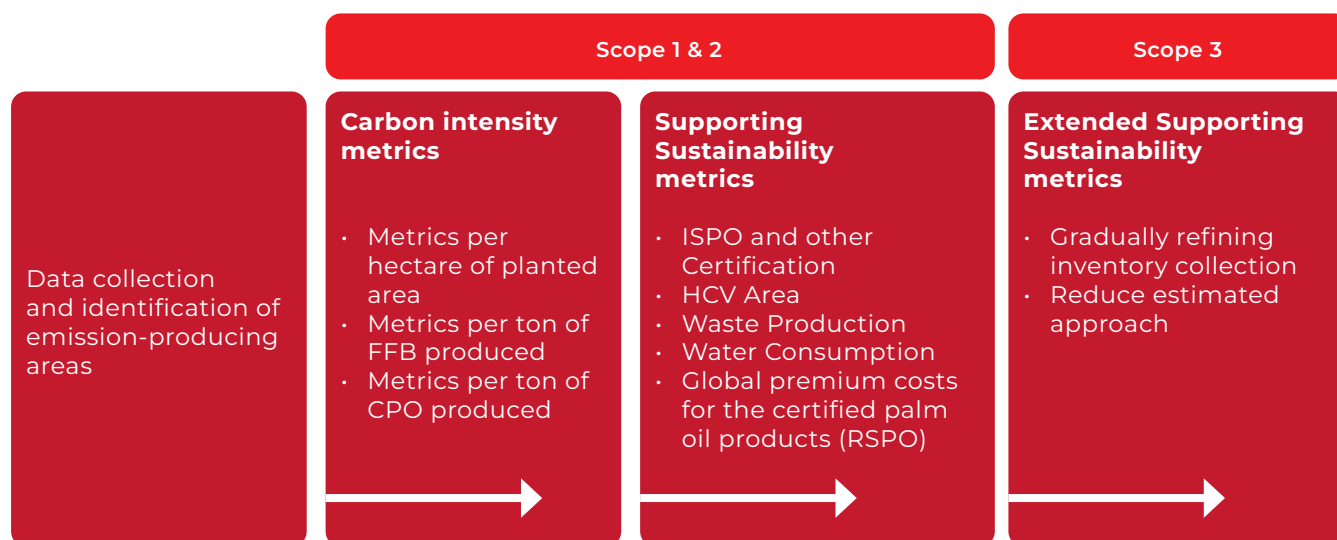 Scope 1 & 2
Scope 3
Data collection
and identification of
emission-producing
areas
Carbon intensity
metrics
• Metrics per
hectare of planted
area
• Metrics per ton of
FFB produced
• Metrics per ton of
CPO produced
Supporting
Sustainability
metrics
• ISPO and other
Certification
• HCV Area
• Waste Production
• Water Consumption
• Global premium costs
for the certified palm
oil products (RSPO)
Extended Supporting
Sustainability
metrics
• Gradually refining
inventory collection
• Reduce estimated
approach